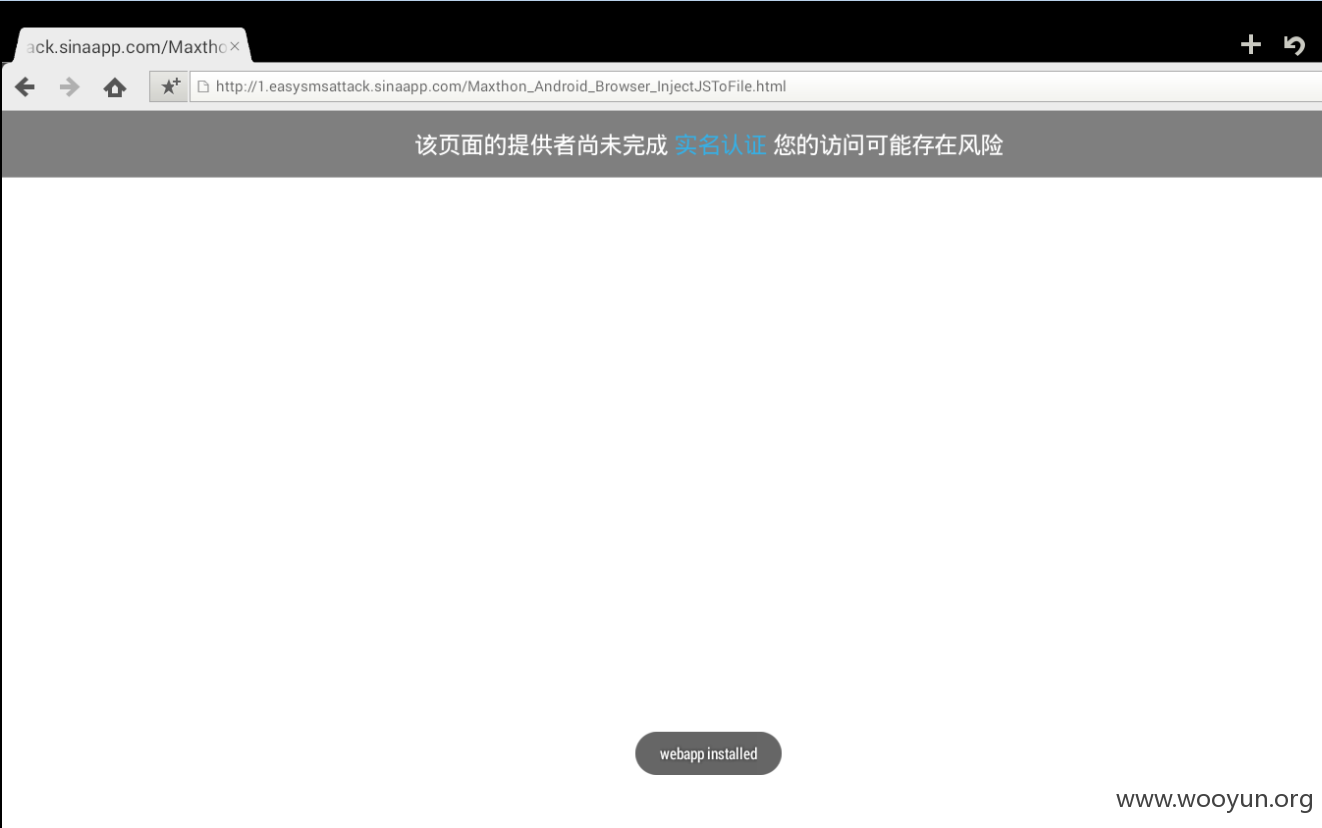 ack.sinaapp.com/Maxtho
http://1.easysmsattack.sinaapp.com/Maxthon_Android_Browser_InjectJSToFile.html
该页面的提供者尚未完成 实名认证 您的访问可能存在风险
webapp installed
www.wooyun.org